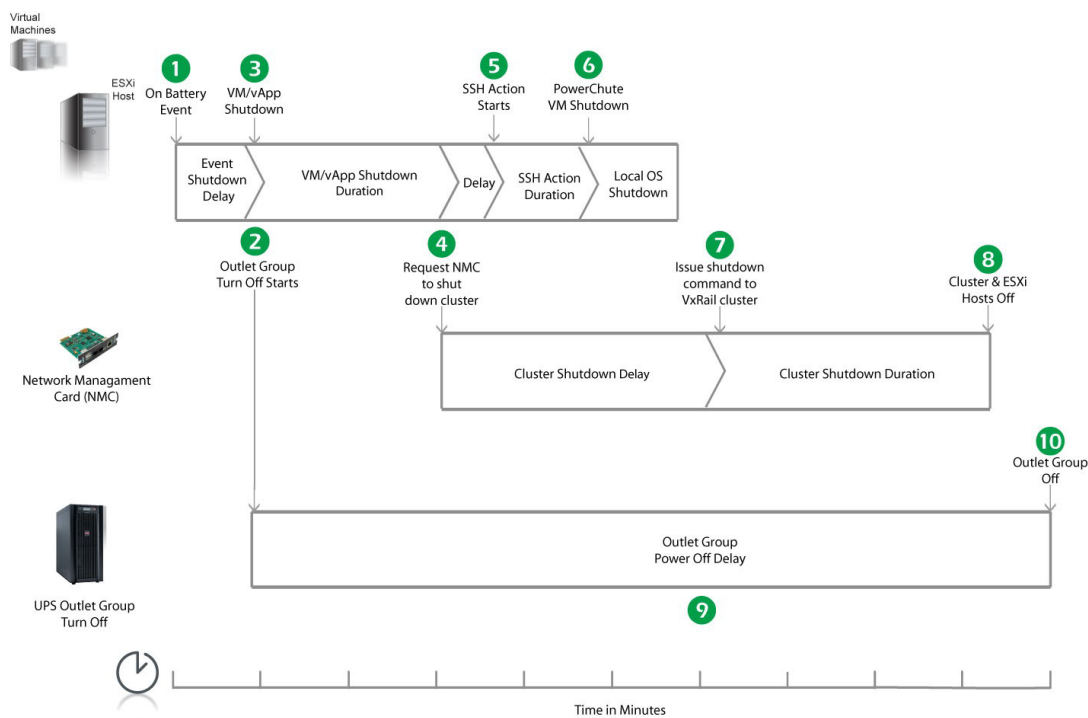 Virtual
Machines
ESXi
Host
1
On Battery
Event
3
VM/vApp
Shutdown
5
SSH Action
Starts
6
PowerChute
VM Shutdown
Event
Shutdown
Delay
VM/vApp Shutdown
Duration
Delay
SSH Action
Duration
Local OS
Shutdown
2
Outlet Group
Turn Off Starts
4
Request NMC
to shut
down cluster
7
Issue shutdown
command to
VxRail cluster
8
Cluster & ESXi
Hosts Off
Network Managament
Card (NMC)
Cluster Shutdown Delay
Cluster Shutdown Duration
10
Outlet Group
Off
UPS Outlet Group
Turn Off
Outlet Group
Power Off Delay
9
Time in Minutes